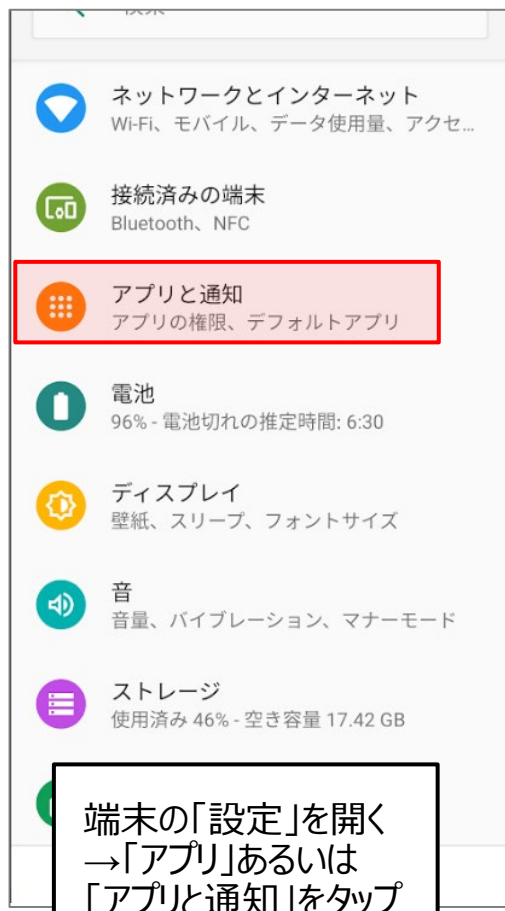 ネットワークとインターネット
Wi-Fi、モバイル、データ使用量、アクセ...
接続済みの端末
Bluetooth、NFC
アプリと通知
アプリの権限、デフォルトアプリ
電池
96% - 電池切れの推定時間: 6:30
ディスプレイ
壁紙、スリープ、フォントサイズ
音
音量、バイブレーション、マナーモード
ストレージ
使用済み 46% - 空き容量 17.42 GB
端末の「設定」を開く
→「アプリ」あるいは
「アプリと通知」をタップ